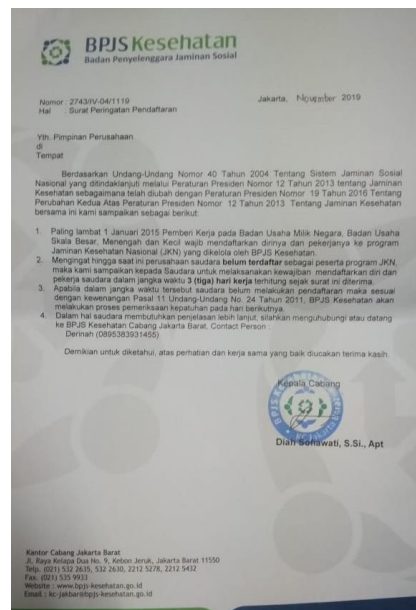 BPJS Kesehatan
Badan Penyelenggara Jaminan Sosial
Jakarta, November 2019
Nomor : 2743/IV-04/1119
Hal : Surat Peringatan Pendaftaran
Yth. Pimpinan Perusahaan
di
Tempat
Berdasarkan Undang-Undang Nomor 40 Tahun 2004 Tentang Sistem Jaminan Sosial
Nasional yang ditindaklanjuti melalui Peraturan Presiden Nomor 12 Tahun 2013 tentang Jaminan
Kesehatan sebagaimana telah diubah dengan Peraturan Presiden Nomor 19 Tahun 2016 Tentang
Perubahan Kedua Atas Peraturan Presiden Nomor 12 Tahun 2013 Tentang Jaminan Kesehatan
bersama ini kami sampaikan sebagai berikut:
1. Paling lambat 1 Januari 2015 Pemberi Kerja pada Badan Usaha Milik Negara, Badan Usaha
Skala Besar, Menengah dan Kecil wajib mendaftarkan dirinya dan pekerjanya ke program
Jaminan Kesehatan Nasional (JKN) yang dikelola oleh BPJS Kesehatan.
2. Mengingat hingga saat ini perusahaan saudara belum terdaftar sebagai peserta program JKN,
maka kami sampaikan kepada Saudara untuk melaksanakan kewajiban mendaftarkan diri dan
pekerja saudara dalam jangka waktu 3 (tiga) hari kerja terhitung sejak surat ini diterima.
3. Apabila dalam jangka waktu tersebut saudara belum melakukan pendaftaran maka sesuai
dengan kewenangan Pasal 11 Undang-Undang No. 24 Tahun 2011, BPJS Kesehatan akan
melakukan proses pemeriksaan kepatuhan pada hari berikutnya.
4. Dalam hal saudara membutuhkan penjelasan lebih lanjut, silahkan menghubungi atau datang
ke BPJS Kesehatan Cabang Jakarta Barat, Contact Person :
Derinah (0895383931455)
Demikian untuk diketahui, atas perhatian dan kerja sama yang baik diucakan terima kasih.
Kepala Cabang
Diah Sofiawati, S.Si., Apt
Kantor Cabang Jakarta Barat
Jl. Raya Kelapa Dua No. 9, Kebon Jeruk, Jakarta Barat 11550
Telp. (021) 532 2635, 532 2630, 2212 5278, 2212 5432
Fax. (021) 535 9933
Website : www.bpjs-kesehatan.go.id
Email : kc-jakbar@bpjs-kesehatan.go.id